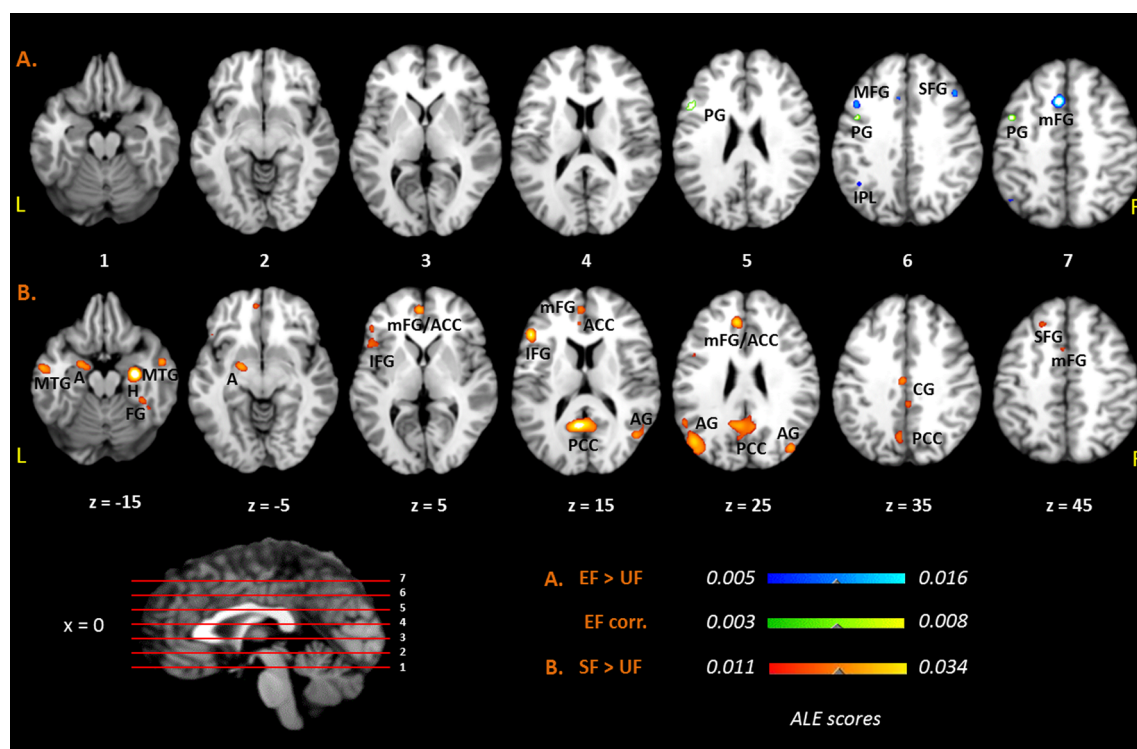 A.
PG
MFG
SFG
PG
IPL
PG
mFG
L
R
1 2 3 4 5 6 7
B.
MTG
A
H
MTG
FG
A
mFG/ACC
IFG
mFG
ACC
IFG
PCC
AG
mFG/ACC
AG
PCC
AG
CG
PCC
SFG
mFG
L
R
z = -15 z = -5 z = 5 z = 15 z = 25 z = 35 z = 45
x = 0
7
6
5
4
3
2
1
A. EF > UF 0.005 0.016
EF corr. 0.003 0.008
B. SF > UF 0.011 0.034
ALE scores